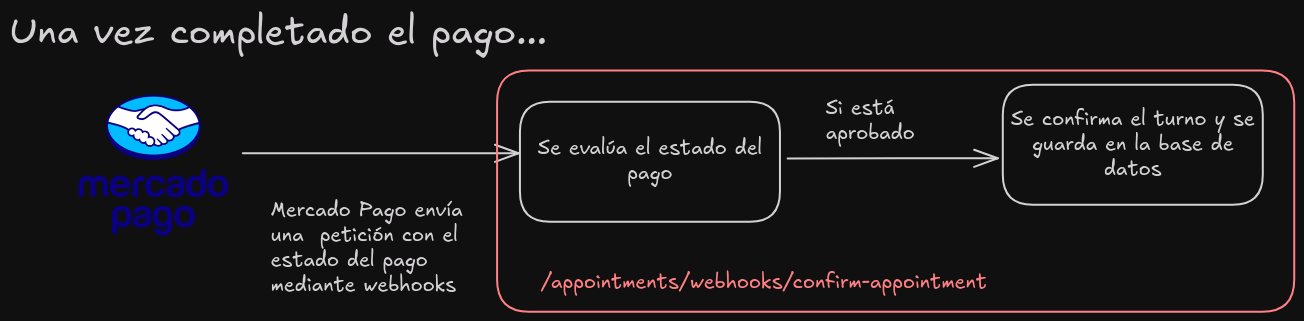 Una vez completado el pago...
mercado
pago
Mercado Pago envía
una petición con el
estado del pago
mediante webhooks
Se evalúa el estado del
pago
Si está
aprobado
Se confirma el turno y se
guarda en la base de
datos
/appointments/webhooks/confirm-appointment